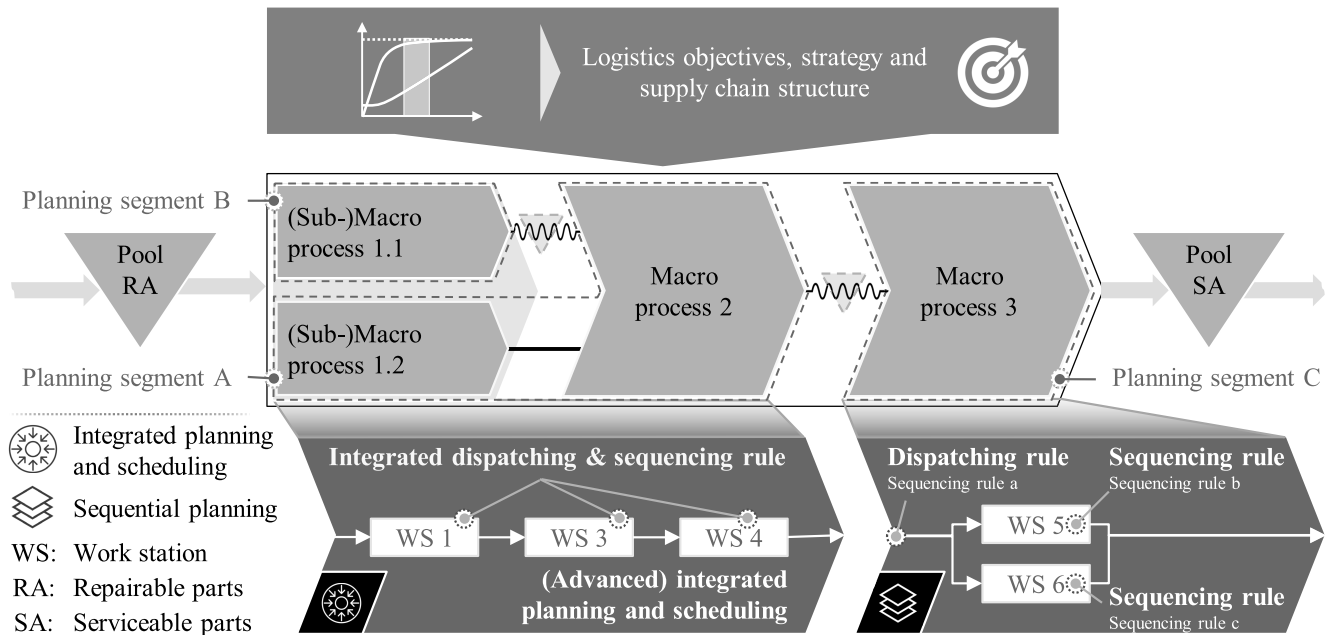 Logistics objectives, strategy and
supply chain structure
Planning segment B
Pool
RA
(Sub-)Macro
process 1.1
(Sub-)Macro
process 1.2
Macro
process 2
Macro
process 3
Pool
SA
Planning segment A
Planning segment C
Integrated planning
and scheduling
Sequential planning
WS: Work station
RA: Repairable parts
SA: Serviceable parts
Integrated dispatching & sequencing rule
WS 1
WS 3
WS 4
(Advanced) integrated
planning and scheduling
Dispatching rule
Sequencing rule a
Sequencing rule
Sequencing rule b
WS 5
WS 6
Sequencing rule
Sequencing rule c